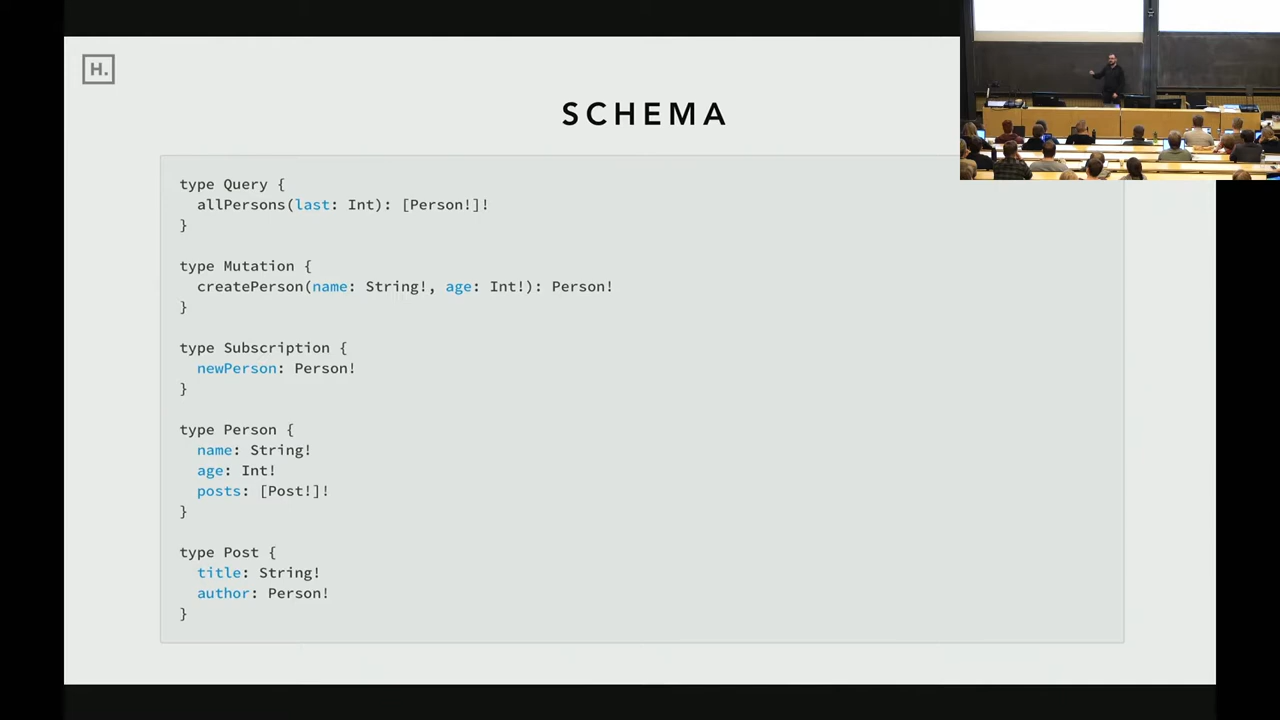 H.
SCHEMA
type Query {
  allPersons(last: Int): [Person!]!
}
type Mutation {
  createPerson(name: String!, age: Int!): Person!
}
type Subscription {
  newPerson: Person!
}
type Person {
  name: String!
  age: Int!
  posts: [Post!]!
}
type Post {
  title: String!
  author: Person!
}